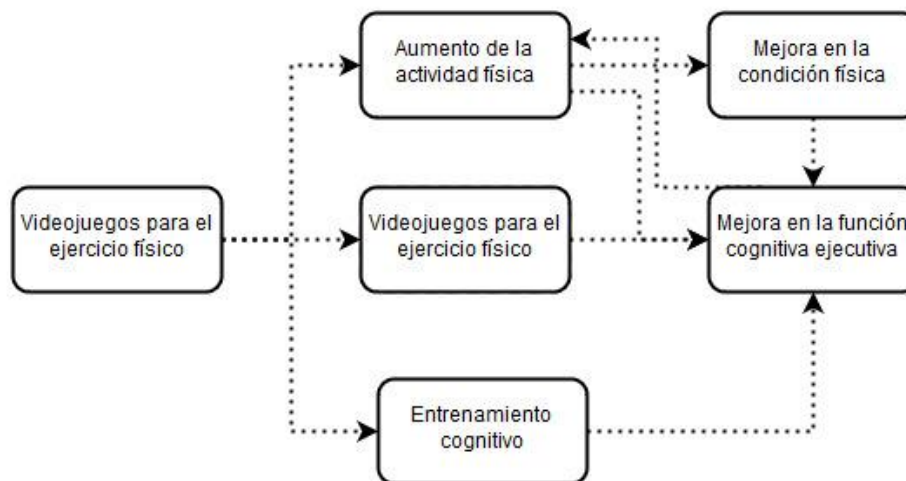 Aumento de la
actividad física
Mejora en la
condición física
Videojuegos para el
ejercicio físico
Videojuegos para el
ejercicio físico
Mejora en la función
cognitiva ejecutiva
Entrenamiento
cognitivo